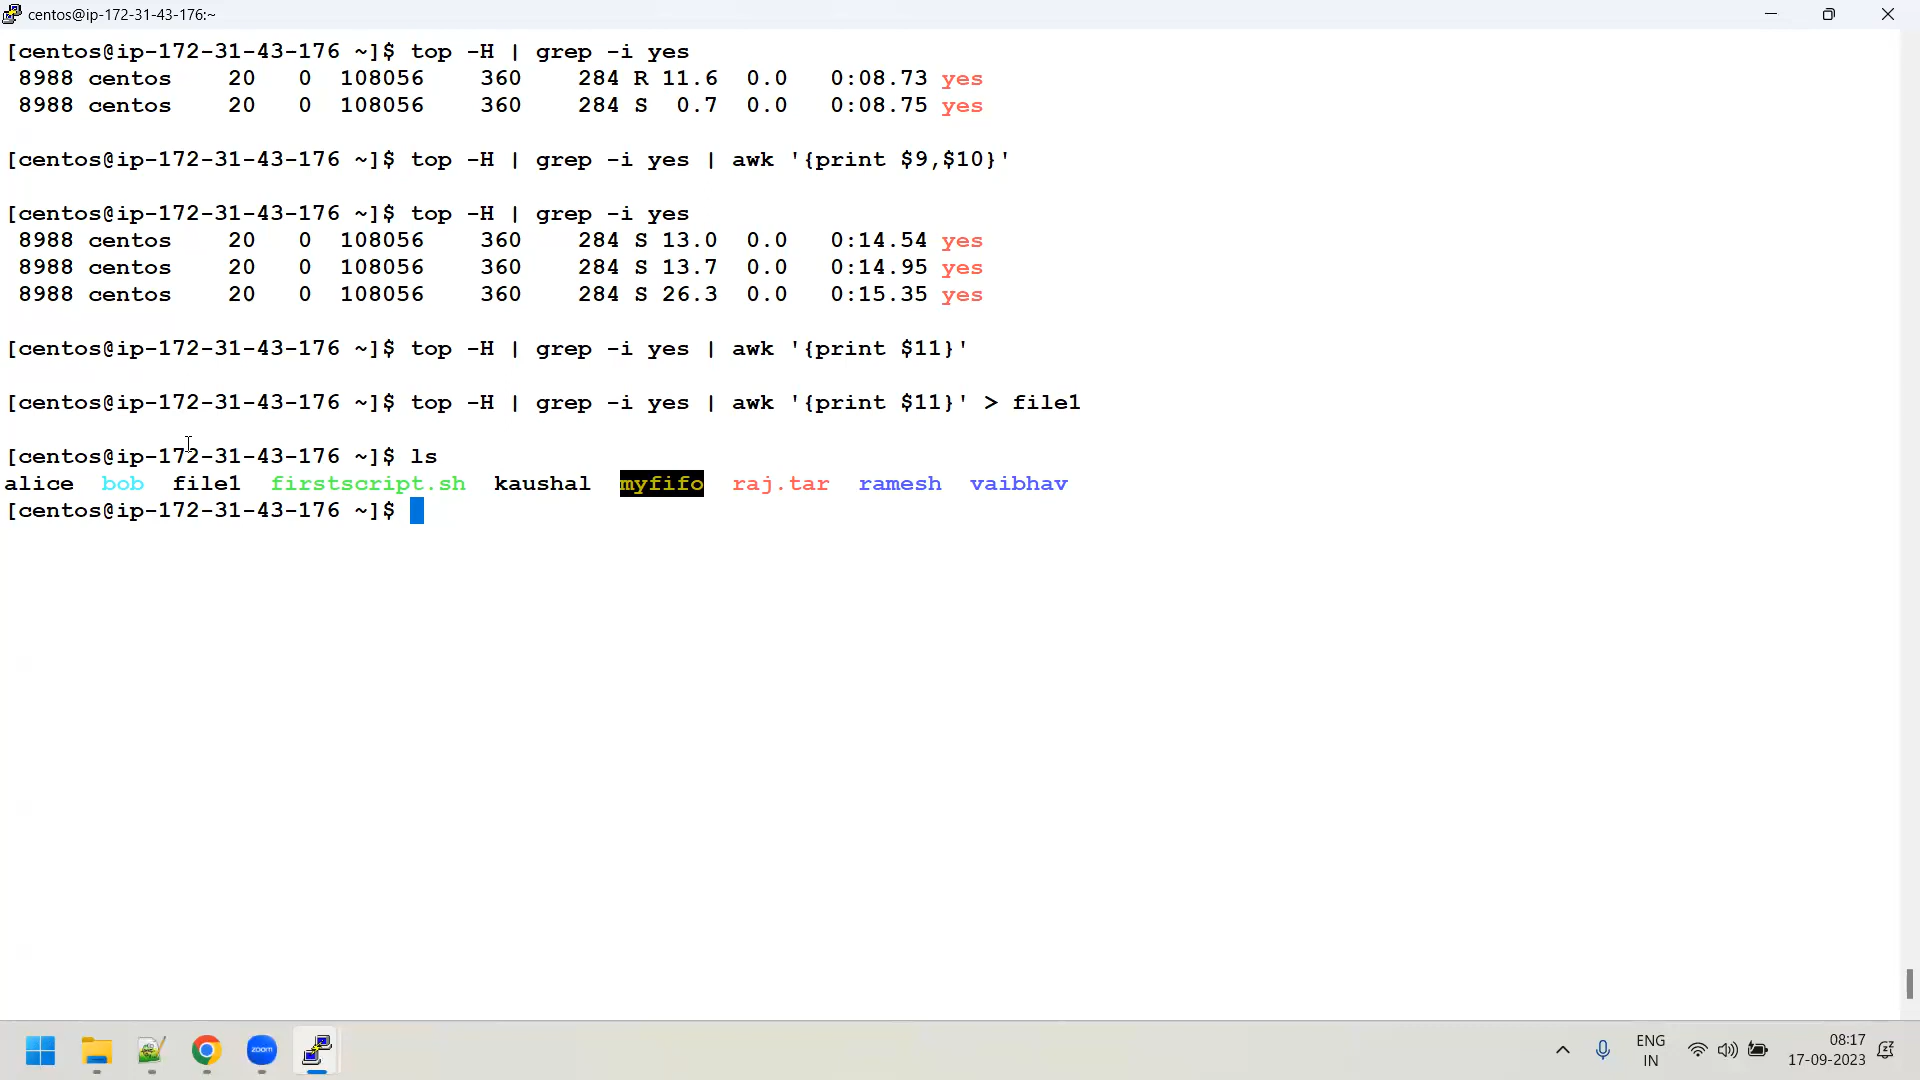 centos@ip-172-31-43-176:~
[centos@ip-172-31-43-176 ~]$ top -H | grep -i yes
8988 centos 20 0 108056 360 284 R 11.6 0.0 0:08.73 yes
8988 centos 20 0 108056 360 284 S 0.7 0.0 0:08.75 yes
[centos@ip-172-31-43-176 ~]$ top -H | grep -i yes | awk '{print $9,$10}'
[centos@ip-172-31-43-176 ~]$ top -H | grep -i yes
8988 centos 20 0 108056 360 284 S 13.0 0.0 0:14.54 yes
8988 centos 20 0 108056 360 284 S 13.7 0.0 0:14.95 yes
8988 centos 20 0 108056 360 284 S 26.3 0.0 0:15.35 yes
[centos@ip-172-31-43-176 ~]$ top -H | grep -i yes | awk '{print $11}'
[centos@ip-172-31-43-176 ~]$ top -H | grep -i yes | awk '{print $11}' > file1
[centos@ip-172-31-43-176 ~]$ ls
alice bob file1 firstscript.sh kaushal myfifo raj.tar ramesh vaibhav
[centos@ip-172-31-43-176 ~]$
zoom
ENG
IN
08:17
17-09-2023